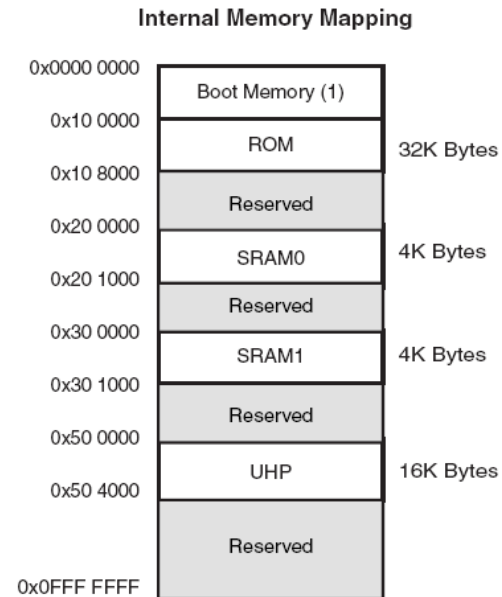 Internal Memory Mapping
0x0000 0000
Boot Memory (1)
0x10 0000
ROM
32K Bytes
0x10 8000
Reserved
0x20 0000
SRAM0
4K Bytes
0x20 1000
Reserved
0x30 0000
SRAM1
4K Bytes
0x30 1000
Reserved
0x50 0000
UHP
16K Bytes
0x50 4000
Reserved
0x0FFF FFFF